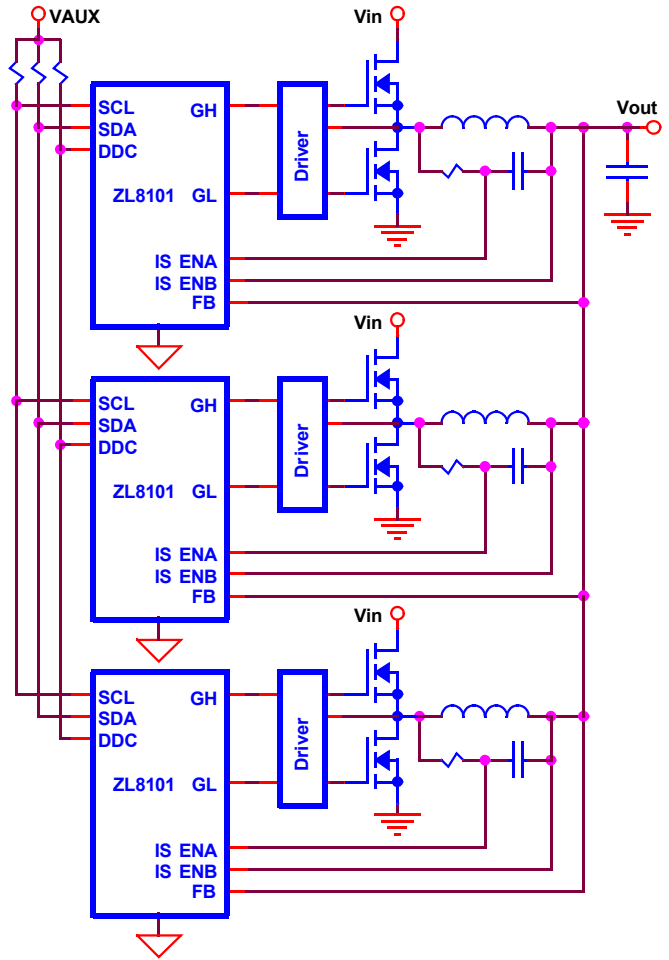 VAUX
Vin
SCL
GH
SDA
DDC
Driver
Vout
ZL8101
GL
IS ENA
IS ENB
FB
Vin
SCL
GH
SDA
DDC
Driver
ZL8101
GL
IS ENA
IS ENB
FB
Vin
SCL
GH
SDA
DDC
Driver
ZL8101
GL
IS ENA
IS ENB
FB